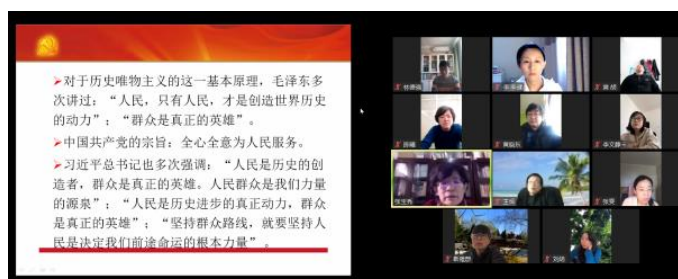 ➢对于历史唯物主义的这一基本原理，毛泽东多
次讲过：“人民，只有人民，才是创造世界历史
的动力”；“群众是真正的英雄”。
➢中国共产党的宗旨：全心全意为人民服务。
➢习近平总书记也多次强调：“人民是历史的创
造者，群众是真正的英雄。人民群众是我们力量
的源泉”；“人民是历史进步的真正动力，群众
是真正的英雄”；“坚持群众路线，就要坚持人
民是决定我们前途命运的根本力量”。